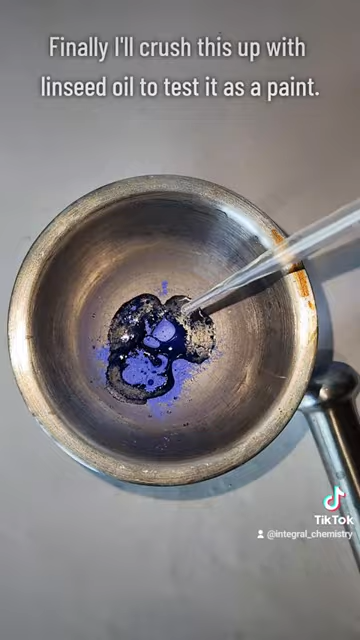 Finally I'll crush this up with
linseed oil to test it as a paint.
TikTok
@integral_chemistry